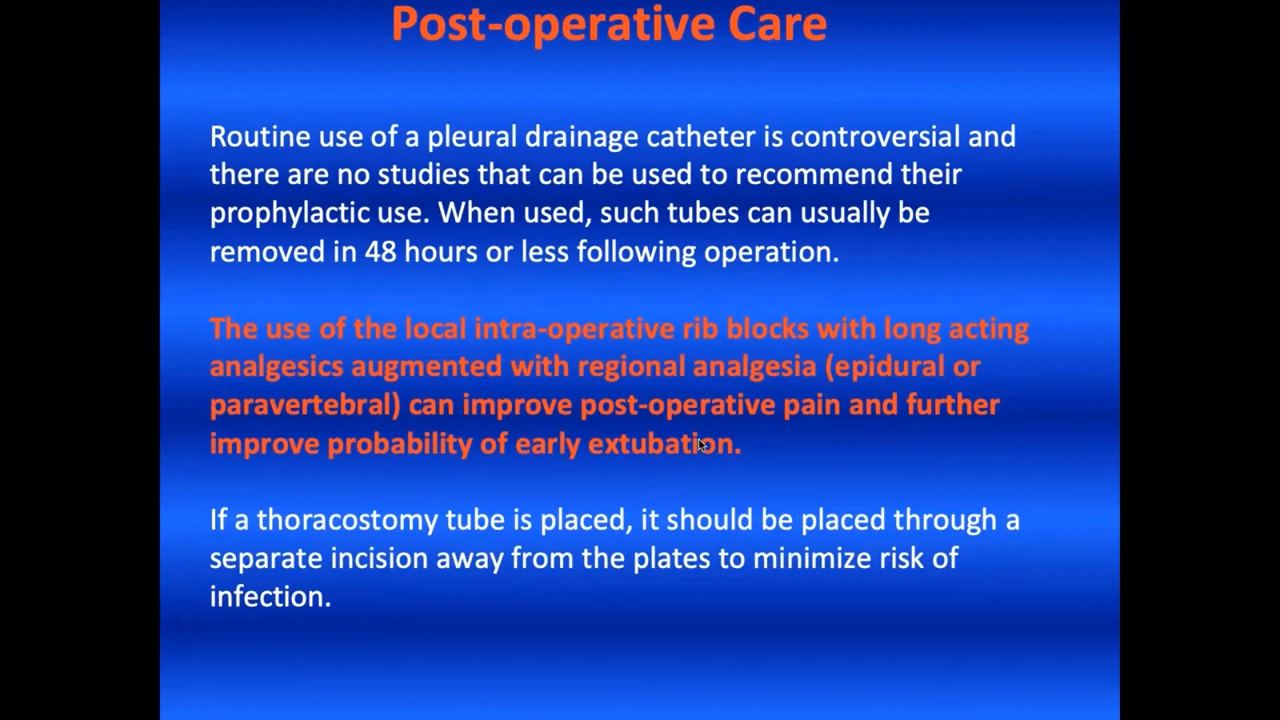 Post-operative Care
Routine use of a pleural drainage catheter is controversial and
there are no studies that can be used to recommend their
prophylactic use. When used, such tubes can usually be
removed in 48 hours or less following operation.
The use of the local intra-operative rib blocks with long acting
analgesics augmented with regional analgesia (epidural or
paravertebral) can improve post-operative pain and further
improve probability of early extubation.
If a thoracostomy tube is placed, it should be placed through a
separate incision away from the plates to minimize risk of
infection.